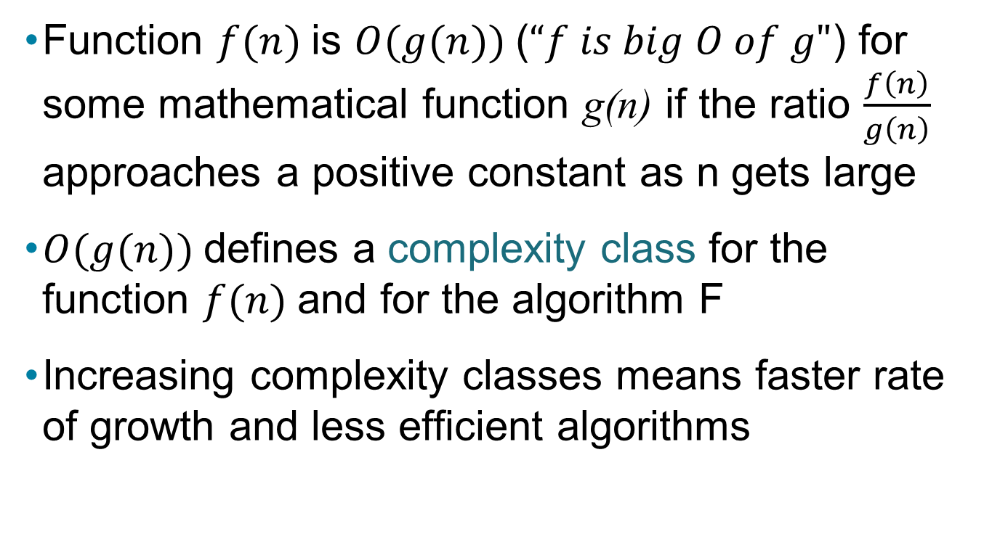 •Function f(n) is O(g(n)) (“f is big O of g") for
some mathematical function g(n) if the ratio f(n)/g(n)
approaches a positive constant as n gets large
•O(g(n)) defines a complexity class for the
function f(n) and for the algorithm F
•Increasing complexity classes means faster rate
of growth and less efficient algorithms